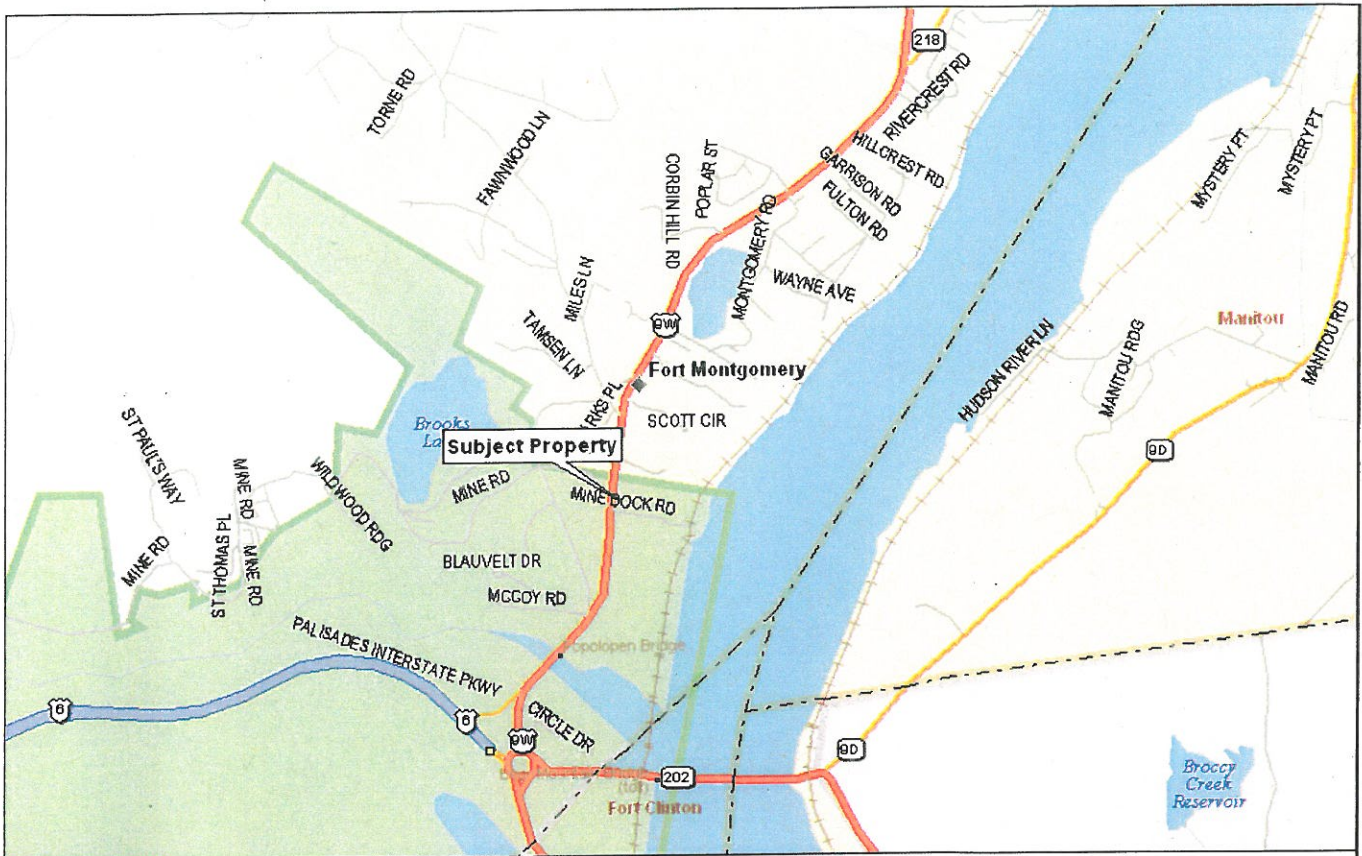 218
TORNE RD
RIVERCREST RD
FAWNWOOD LN
CORBIN HILL RD
POPLAR ST
HILLCREST RD
GARRISON RD
FULTON RD
MYSTERY PT
MYSTERY PT
MONTGOMERY RD
WAYNE AVE
MILES LN
TAMSEN LN
9W
Fort Montgomery
Manitou
MANITOU RD
HUDSON RIVER LN
MANITOU RDG
SCOTT CIR
Brooks
Subject Property
9D
ST PAUL'S WAY
MINE RD
WILDWOOD RDG
MINE RD
MINE DOCK RD
MINE RD
ST THOMAS PL
MINE RD
BLAUVELT DR
MCCOY RD
PALISADES INTERSTATE PKWY
Popolopen Bridge
6
6
CIRCLE DR
9W
9D
202
(toll)
Fort Clinton
Broccy
Creek
Reservoir